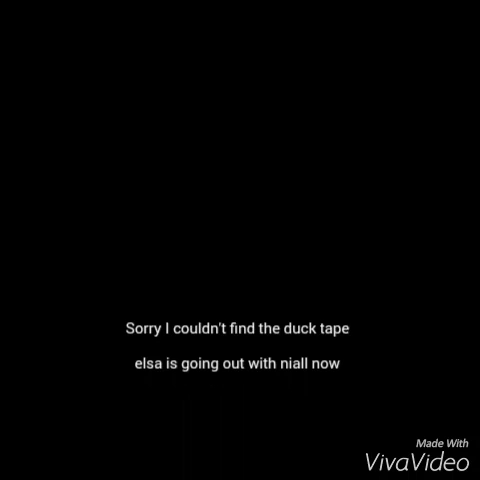 Sorry I couldn't find the duck tape
elsa is going out with niall now
Made With
VivaVideo